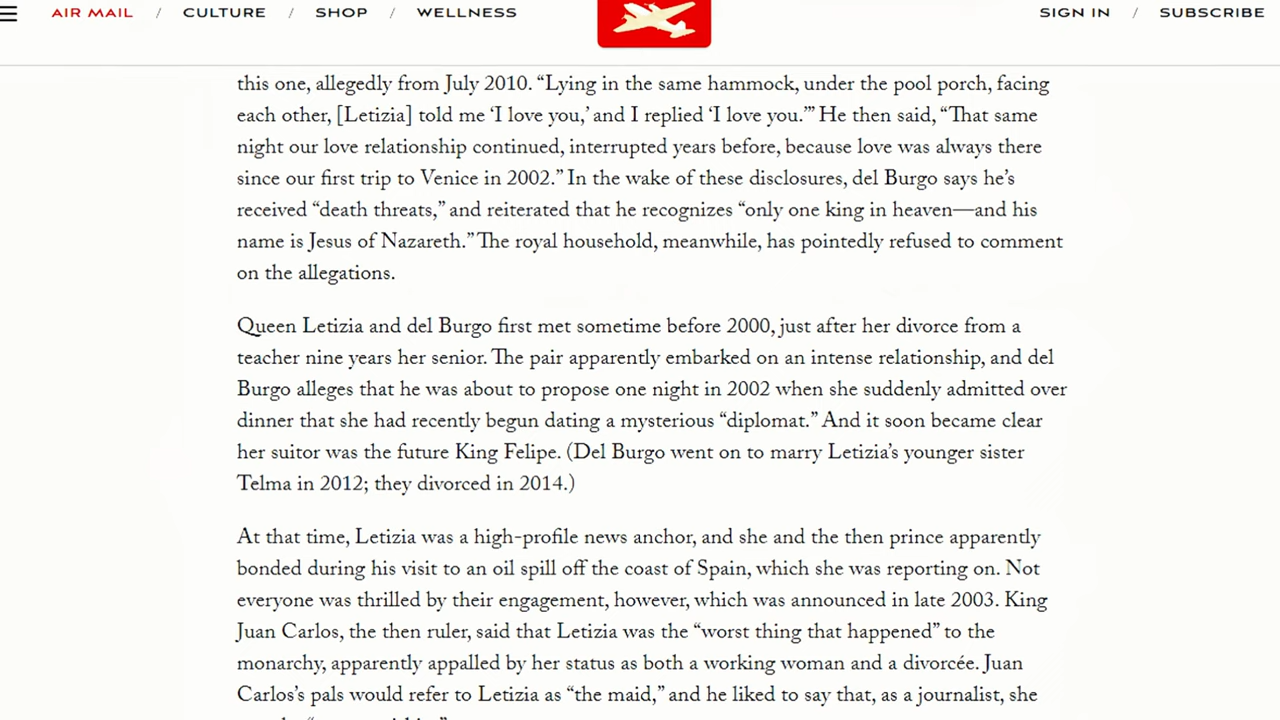 AIR MAIL / CULTURE / SHOP / WELLNESS SIGN IN / SUBSCRIBE
this one, allegedly from July 2010. “Lying in the same hammock, under the pool porch, facing
each other, [Letizia] told me ‘I love you,’ and I replied ‘I love you.’” He then said, “That same
night our love relationship continued, interrupted years before, because love was always there
since our first trip to Venice in 2002.” In the wake of these disclosures, del Burgo says he’s
received “death threats,” and reiterated that he recognizes “only one king in heaven—and his
name is Jesus of Nazareth.” The royal household, meanwhile, has pointedly refused to comment
on the allegations.
Queen Letizia and del Burgo first met sometime before 2000, just after her divorce from a
teacher nine years her senior. The pair apparently embarked on an intense relationship, and del
Burgo alleges that he was about to propose one night in 2002 when she suddenly admitted over
dinner that she had recently begun dating a mysterious “diplomat.” And it soon became clear
her suitor was the future King Felipe. (Del Burgo went on to marry Letizia’s younger sister
Telma in 2012; they divorced in 2014.)
At that time, Letizia was a high-profile news anchor, and she and the then prince apparently
bonded during his visit to an oil spill off the coast of Spain, which she was reporting on. Not
everyone was thrilled by their engagement, however, which was announced in late 2003. King
Juan Carlos, the then ruler, said that Letizia was the “worst thing that happened” to the
monarchy, apparently appalled by her status as both a working woman and a divorcée. Juan
Carlos’s pals would refer to Letizia as “the maid,” and he liked to say that, as a journalist, she